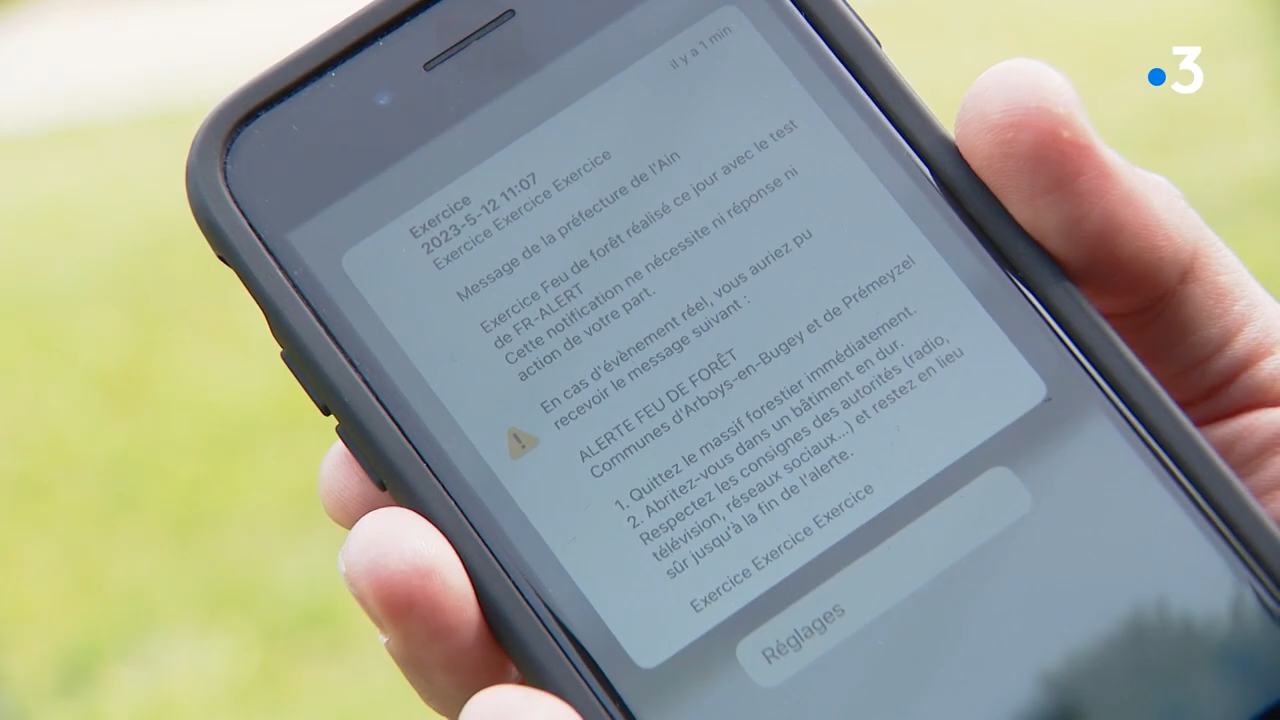 3
il y a 1 min
Exercice
2023-5-12 11:07
Exercice Exercice Exercice
Message de la préfecture de l'Ain
Exercice Feu de forêt réalisé ce jour avec le test
de FR-ALERT
Cette notification ne nécessite ni réponse ni
action de votre part.
En cas d'évènement réel, vous auriez pu
recevoir le message suivant :
ALERTE FEU DE FORÊT
Communes d'Arboys-en-Bugey et de Prémeyzel
1. Quittez le massif forestier immédiatement.
2. Abritez-vous dans un bâtiment en dur.
Respectez les consignes des autorités (radio,
télévision, réseaux sociaux...) et restez en lieu
sûr jusqu'à la fin de l'alerte.
Exercice Exercice Exercice
Réglages